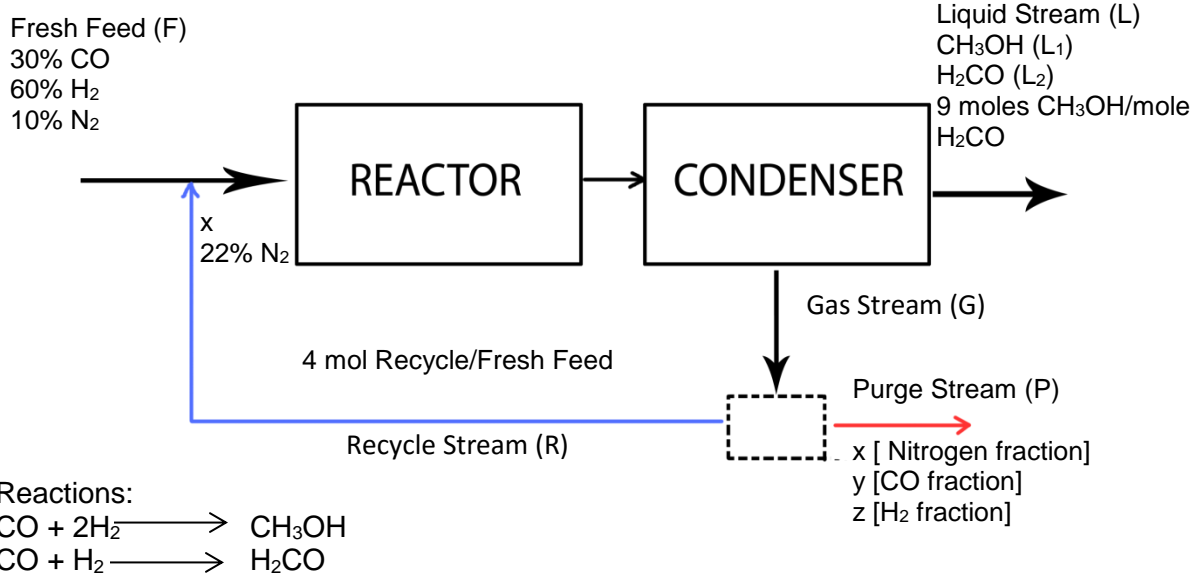 Fresh Feed (F)
30% CO
60% H₂
10% N₂
Liquid Stream (L)
CH₃OH (L₁)
H₂CO (L₂)
9 moles CH₃OH/mole
H₂CO
REACTOR
CONDENSER
x
22% N₂
Gas Stream (G)
4 mol Recycle/Fresh Feed
Purge Stream (P)
Recycle Stream (R)
x [ Nitrogen fraction]
y [CO fraction]
z [H₂ fraction]
Reactions:
CO + 2H₂ → CH₃OH
CO + H₂ → H₂CO